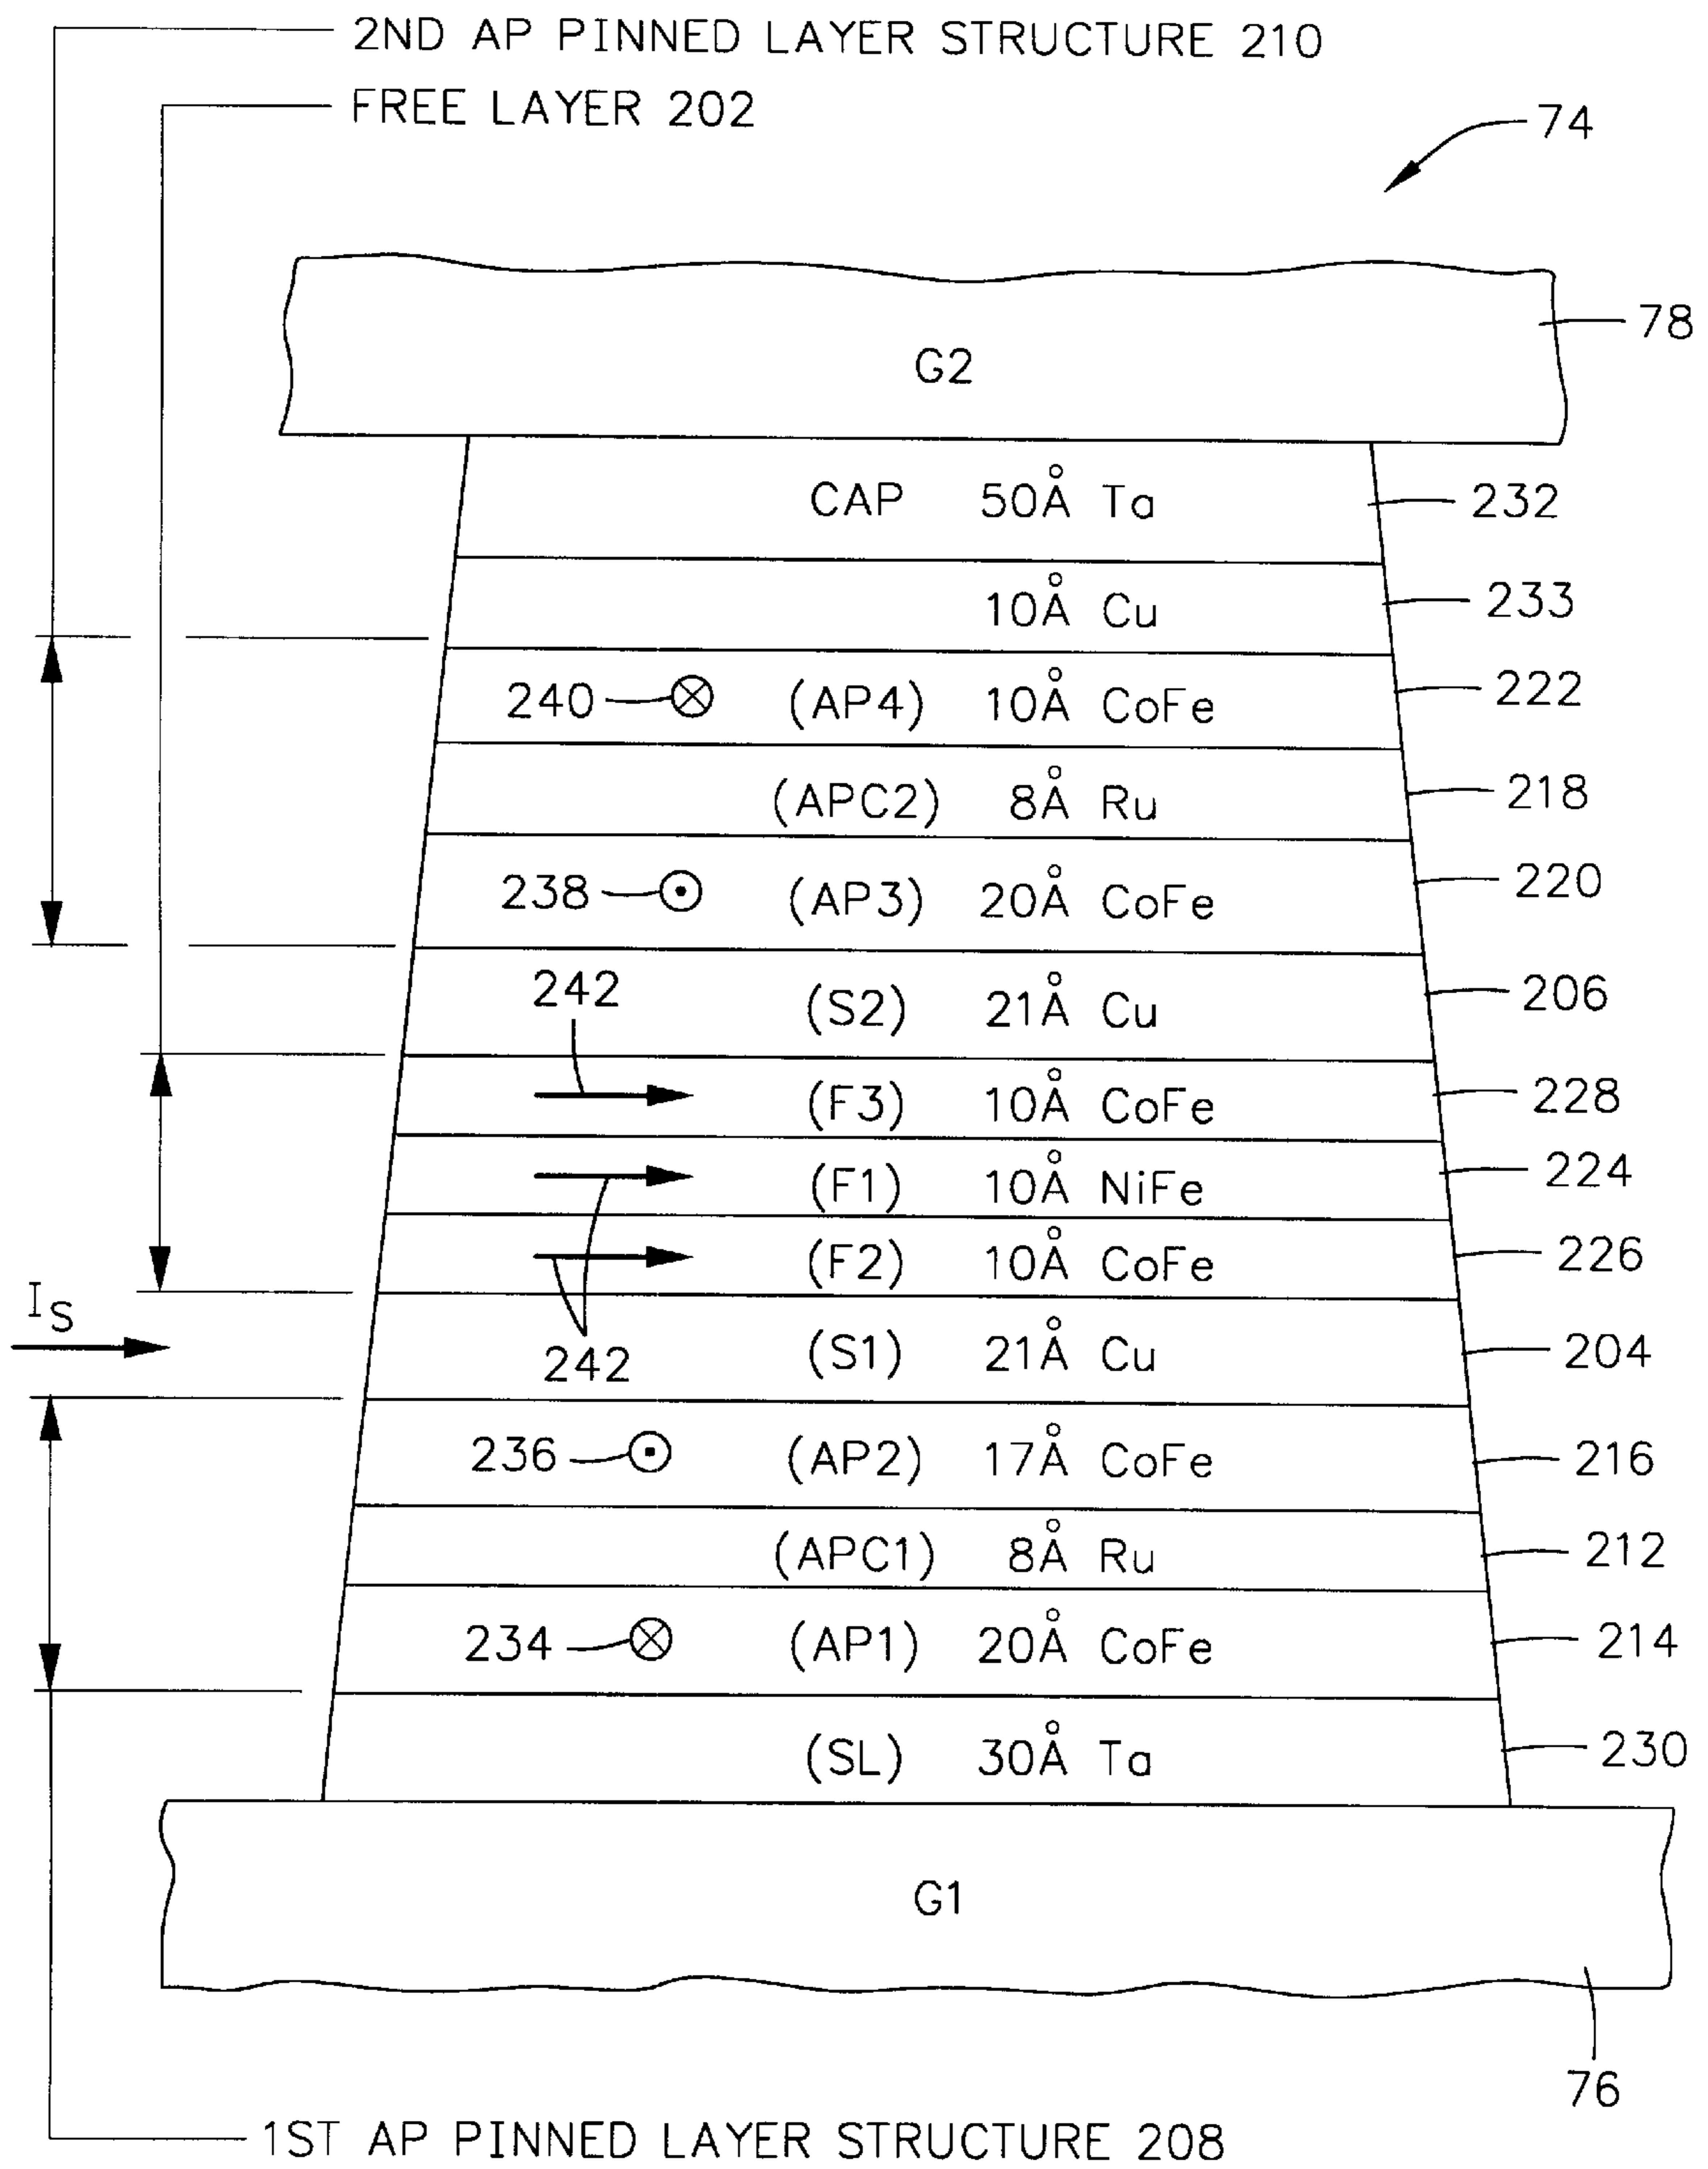 2ND AP PINNED LAYER STRUCTURE 210
FREE LAYER 202
74
78
G2
CAP 50Å Ta 232
10Å Cu 233
240 (AP4) 10Å CoFe 222
(APC2) 8Å Ru 218
238 (AP3) 20Å CoFe 220
242 (S2) 21Å Cu 206
(F3) 10Å CoFe 228
(F1) 10Å NiFe 224
(F2) 10Å CoFe 226
IS
242 (S1) 21Å Cu 204
236 (AP2) 17Å CoFe 216
(APC1) 8Å Ru 212
234 (AP1) 20Å CoFe 214
(SL) 30Å Ta 230
G1
76
1ST AP PINNED LAYER STRUCTURE 208